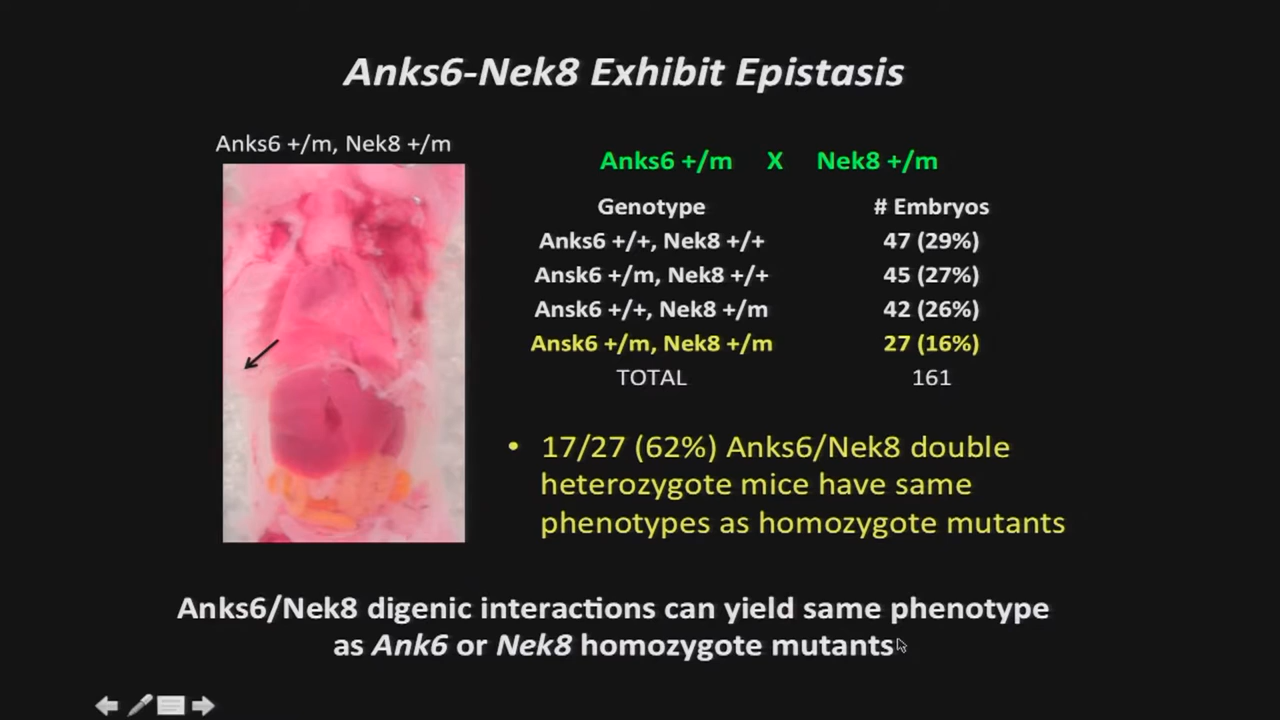 Anks6-Nek8 Exhibit Epistasis
Anks6 +/m, Nek8 +/m
Anks6 +/m X Nek8 +/m
Genotype # Embryos
Anks6 +/+, Nek8 +/+ 47 (29%)
Ansk6 +/m, Nek8 +/+ 45 (27%)
Ansk6 +/+, Nek8 +/m 42 (26%)
Ansk6 +/m, Nek8 +/m 27 (16%)
TOTAL 161
• 17/27 (62%) Anks6/Nek8 double
heterozygote mice have same
phenotypes as homozygote mutants
Anks6/Nek8 digenic interactions can yield same phenotype
as Ank6 or Nek8 homozygote mutants